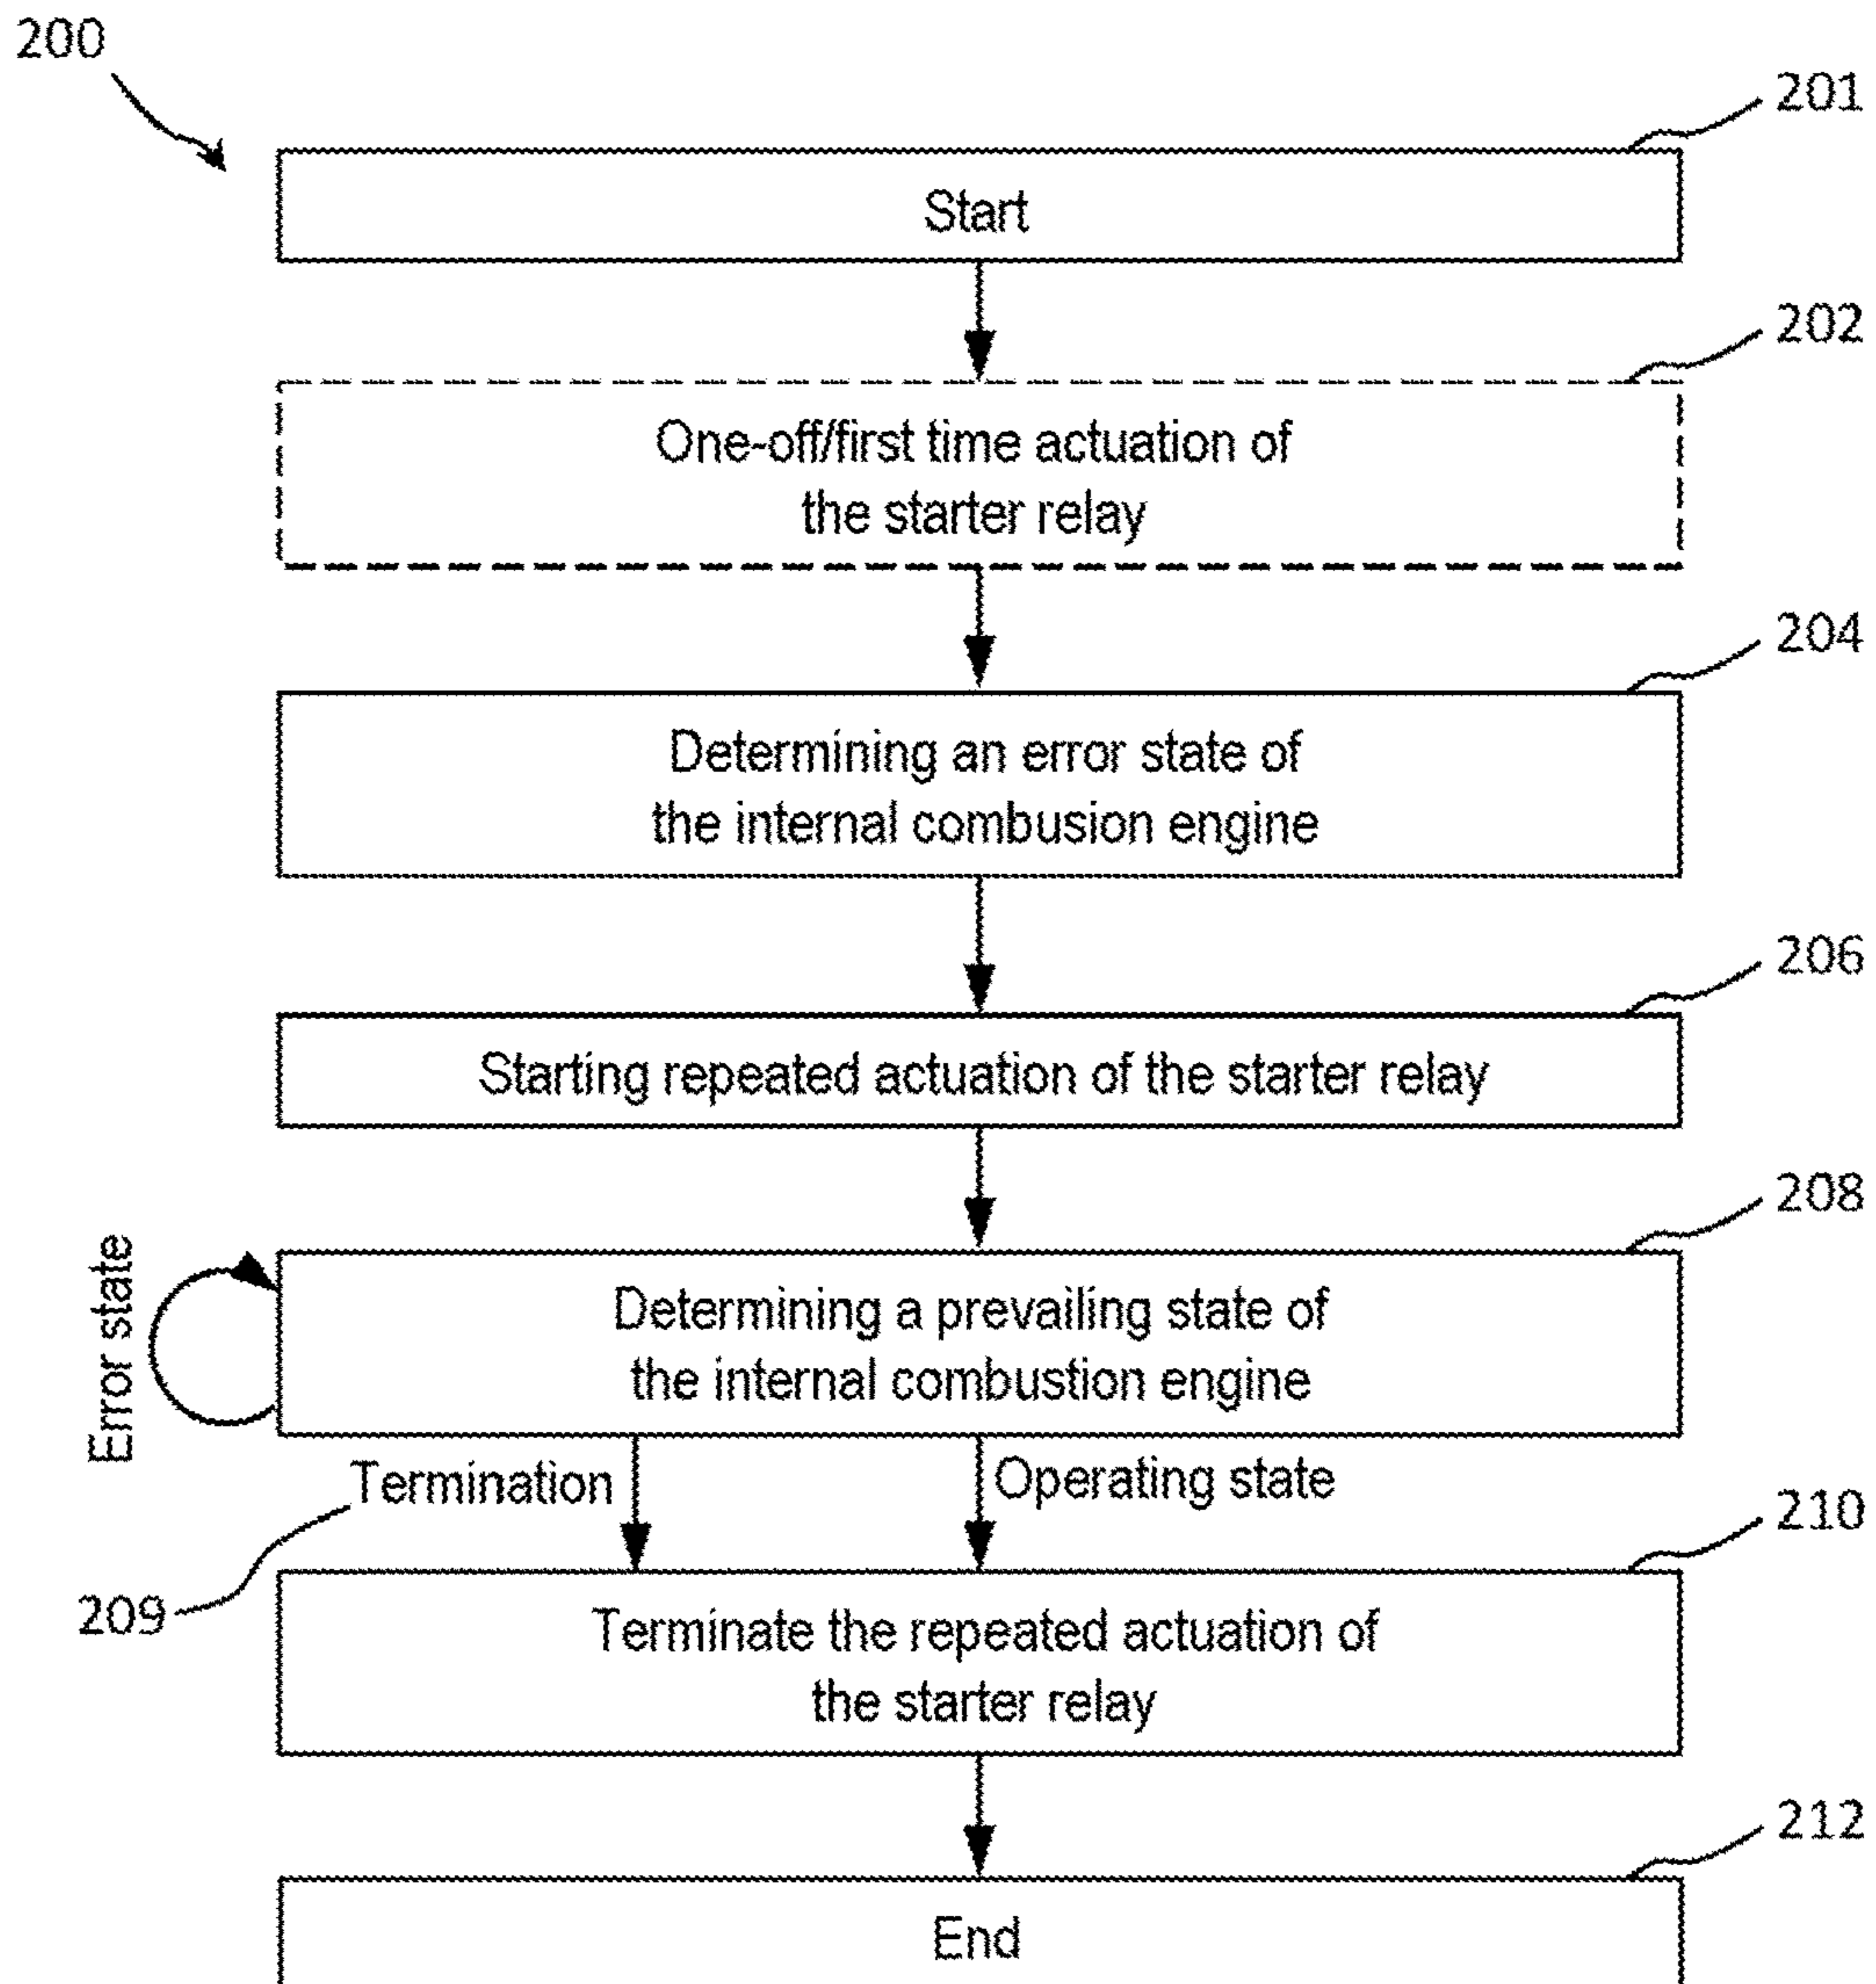 200
201
Start
202
One-off/first time actuation of
the starter relay
204
Determining an error state of
the internal combusion engine
206
Starting repeated actuation of the starter relay
208
Error state
Determining a prevailing state of
the internal combustion engine
Termination
Operating state
209
210
Terminate the repeated actuation of
the starter relay
212
End